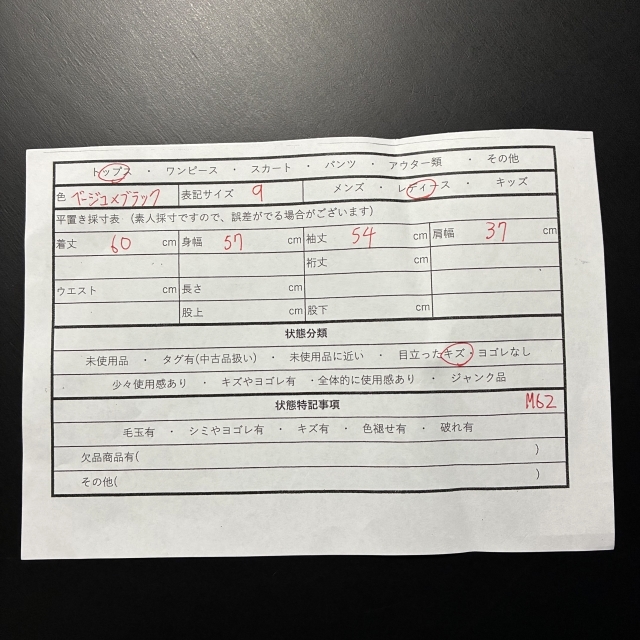 トップス ・ ワンピース ・ スカート ・ パンツ ・ アウター類 ・ その他
色 ベージュ×ブラック 表記サイズ 9 メンズ ・ レディース ・ キッズ
平置き採寸表 （素人採寸ですので、誤差がでる場合がございます）
着丈 60 cm 身幅 57 cm 袖丈 54 cm 肩幅 37 cm
裄丈 cm
ウエスト cm 長さ cm
股上 cm 股下 cm
状態分類
未使用品 ・ タグ有(中古品扱い) ・ 未使用品に近い ・ 目立ったキズ・ヨゴレなし
少々使用感あり ・ キズやヨゴレ有 ・全体的に使用感あり ・ ジャンク品
状態特記事項 M62
毛玉有 ・ シミやヨゴレ有 ・ キズ有 ・ 色褪せ有 ・ 破れ有
欠品商品有( )
その他( )